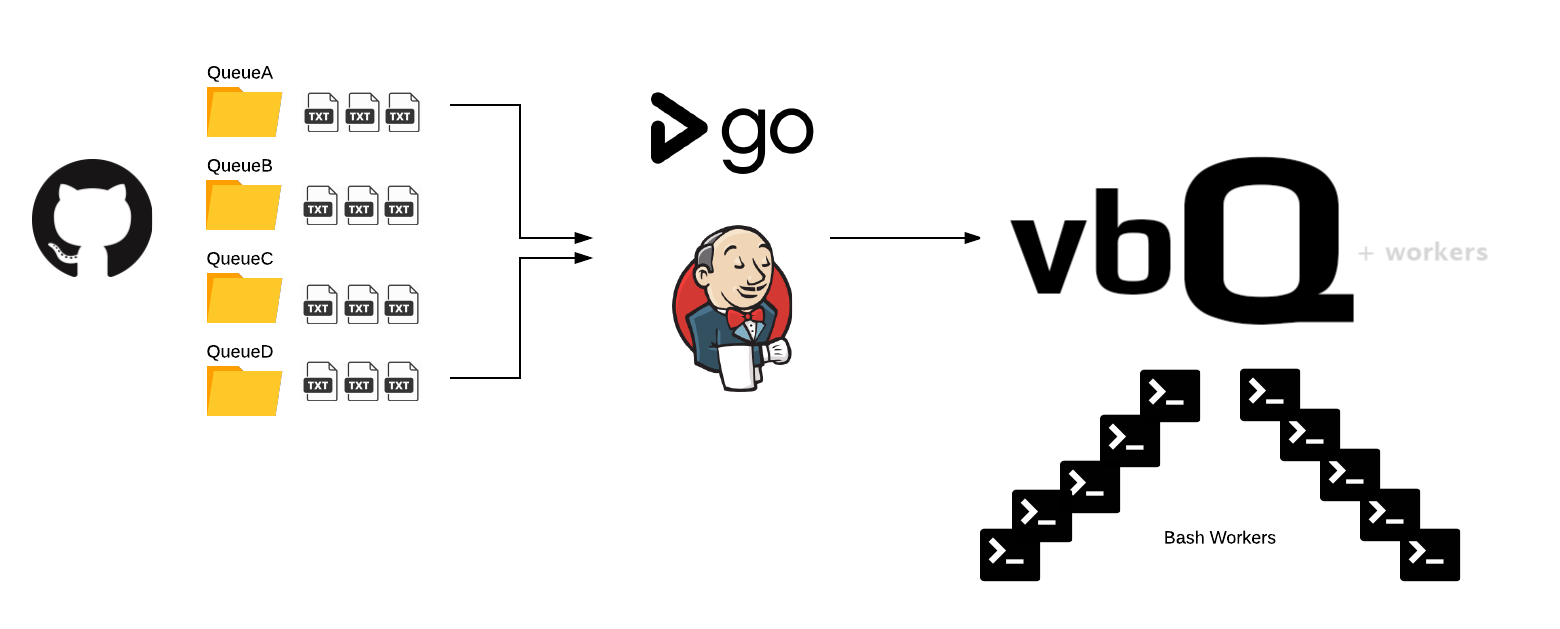 QueueA
TXT TXT TXT
QueueB
TXT TXT TXT
QueueC
TXT TXT TXT
QueueD
TXT TXT TXT
go
vbQ + workers
>_ >_
>_ >_
>_ >_
>_ >_
>_ >_
Bash Workers